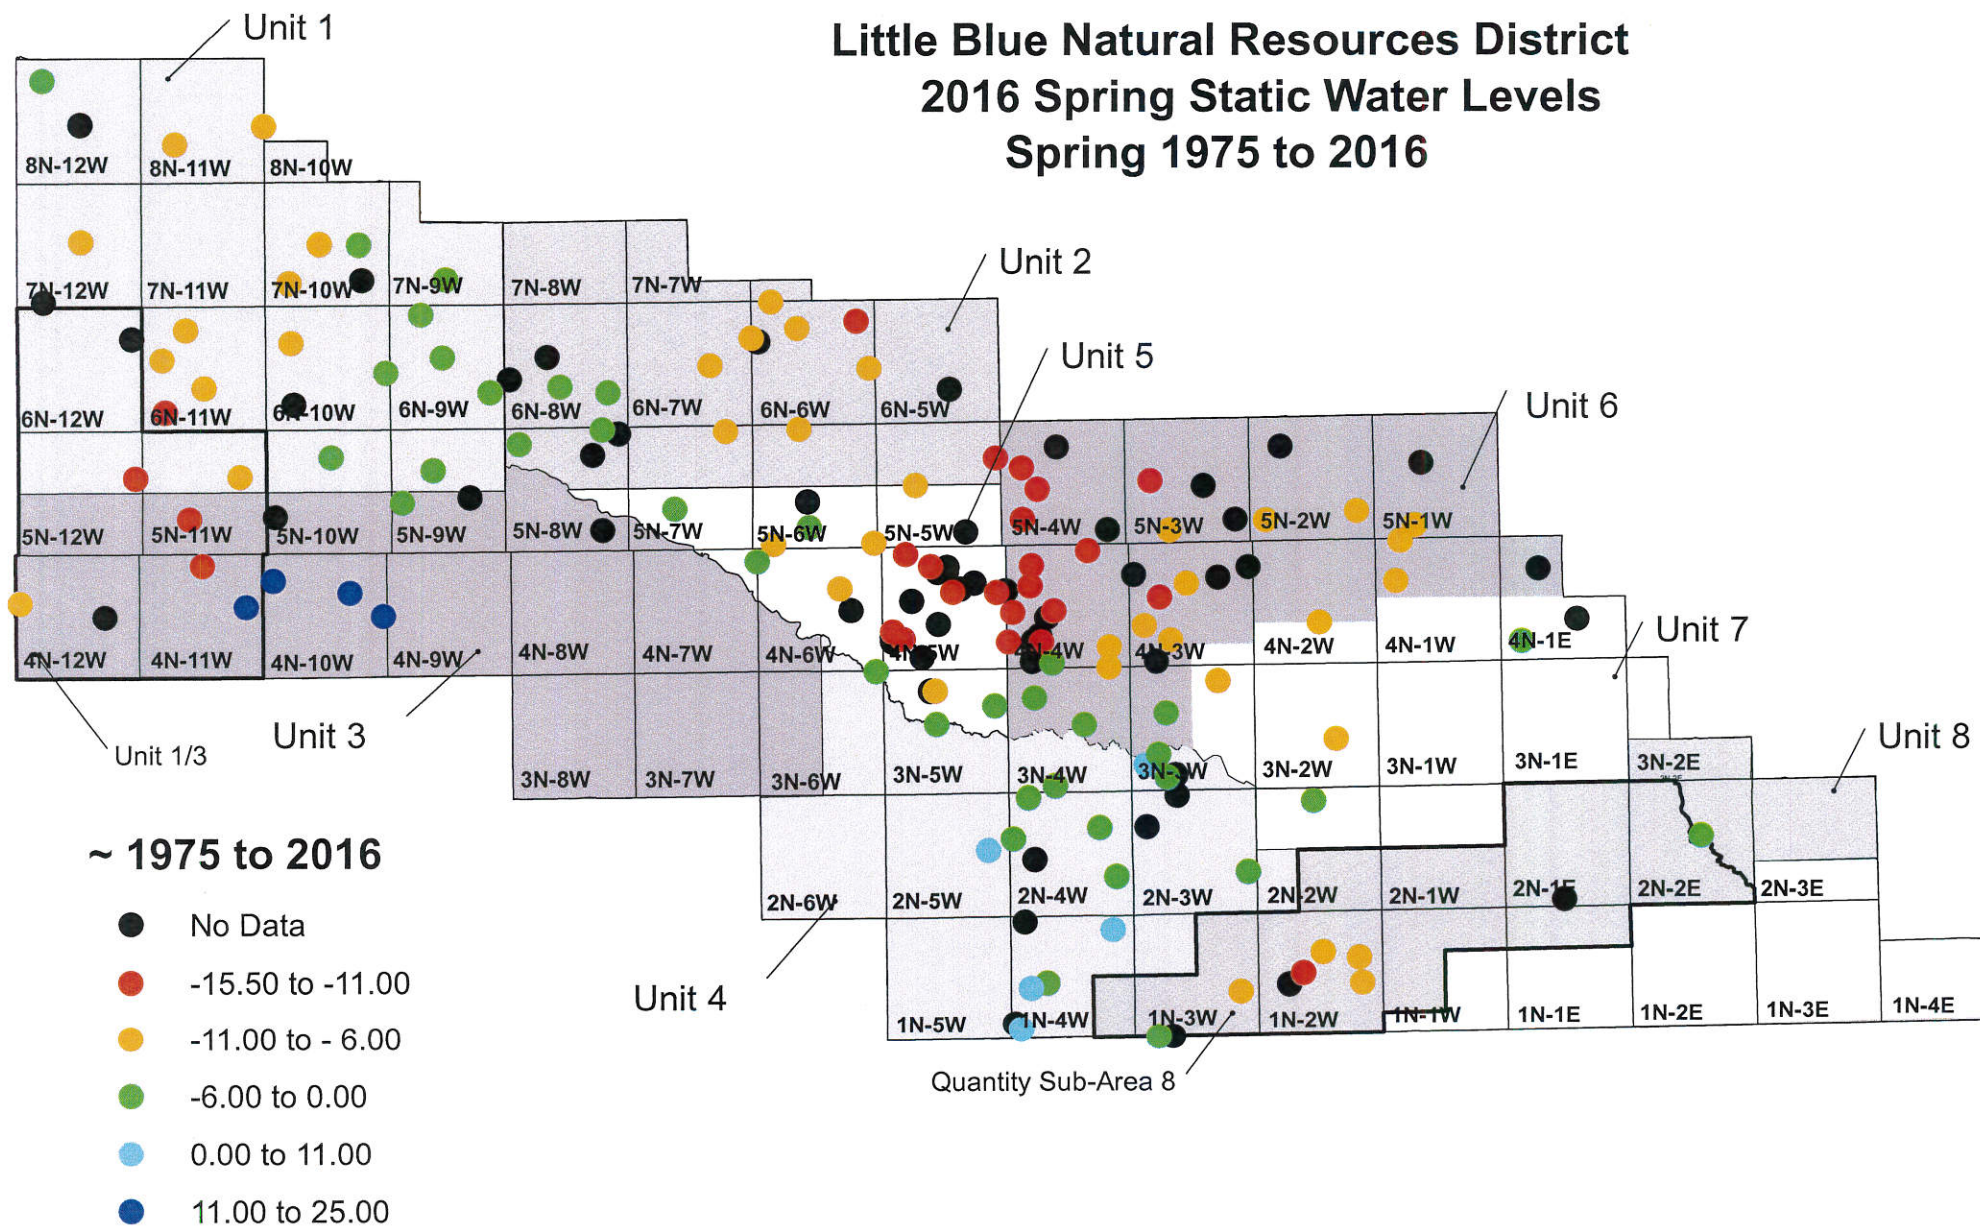 Little Blue Natural Resources District
2016 Spring Static Water Levels
Spring 1975 to 2016
Unit 1
8N-12W
8N-11W
8N-10W
7N-12W
7N-11W
7N-10W
7N-9W
7N-8W
7N-7W
Unit 2
Unit 5
Unit 6
6N-12W
6N-11W
6N-10W
6N-9W
6N-8W
6N-7W
6N-6W
6N-5W
5N-12W
5N-11W
5N-10W
5N-9W
5N-8W
5N-7W
5N-6W
5N-5W
5N-4W
5N-3W
5N-2W
5N-1W
4N-12W
4N-11W
4N-10W
4N-9W
4N-8W
4N-7W
4N-6W
4N-5W
4N-4W
4N-3W
4N-2W
4N-1W
4N-1E
Unit 7
Unit 1/3
Unit 3
3N-8W
3N-7W
3N-6W
3N-5W
3N-4W
3N-3W
3N-2W
3N-1W
3N-1E
3N-2E
Unit 8
2N-6W
2N-5W
2N-4W
2N-3W
2N-2W
2N-1W
2N-1E
2N-2E
2N-3E
Unit 4
1N-5W
1N-4W
1N-3W
1N-2W
1N-1W
1N-1E
1N-2E
1N-3E
1N-4E
Quantity Sub-Area 8
~ 1975 to 2016
No Data
-15.50 to -11.00
-11.00 to - 6.00
-6.00 to 0.00
0.00 to 11.00
11.00 to 25.00